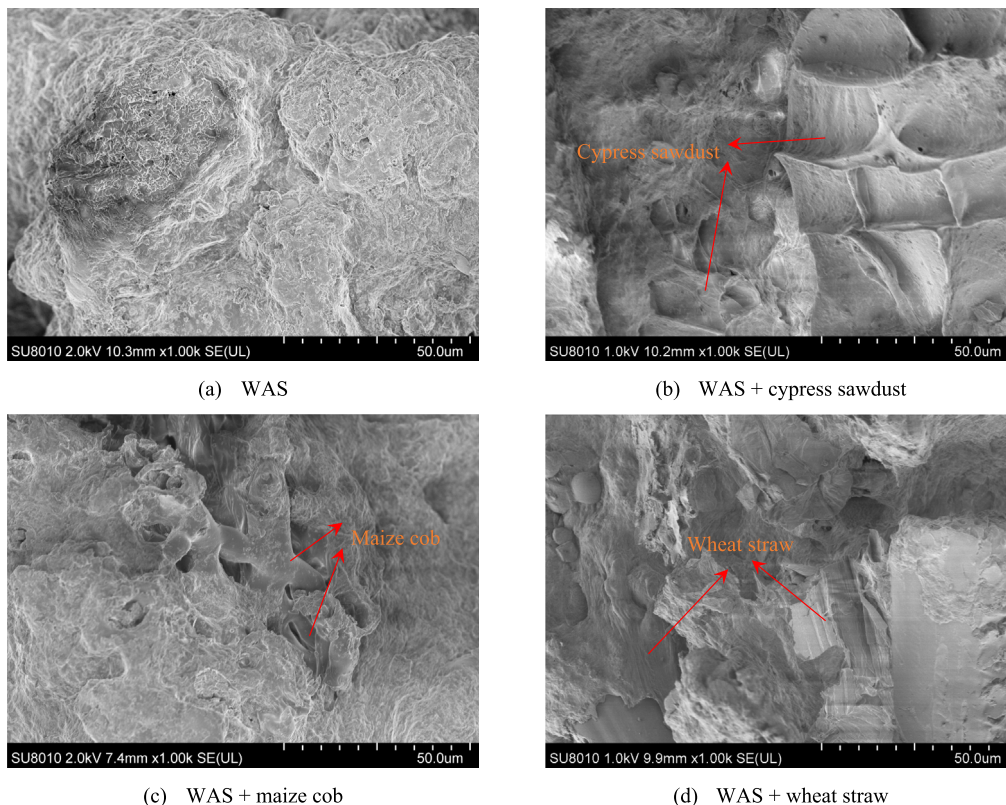 SU8010 2.0kV 10.3mm x1.00k SE(UL) 50.0um
(a) WAS
Cypress sawdust
SU8010 1.0kV 10.2mm x1.00k SE(UL) 50.0um
(b) WAS + cypress sawdust
Maize cob
SU8010 2.0kV 7.4mm x1.00k SE(UL) 50.0um
(c) WAS + maize cob
Wheat straw
SU8010 1.0kV 9.9mm x1.00k SE(UL) 50.0um
(d) WAS + wheat straw